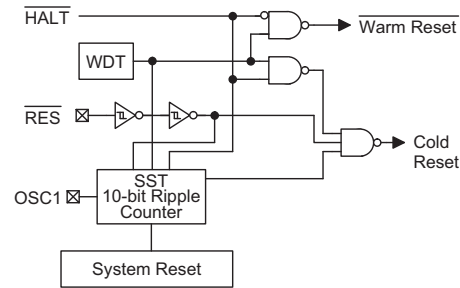 HALT
Warm Reset
WDT
RES
Cold
Reset
OSC1
SST
10-bit Ripple
Counter
System Reset